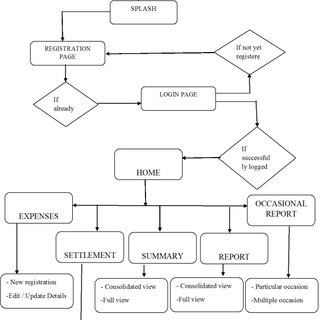 SPLASH
REGISTRATION
PAGE
If not yet
registere
If
already
LOGIN PAGE
If
successful
ly logged
HOME
EXPENSES
OCCASIONAL
REPORT
SETTLEMENT
SUMMARY
REPORT
- New registration
-Edit / Update Details
- Consolidated view
-Full view
- Consolidated view
-Full view
- Particular occasion
-Multiple occasion